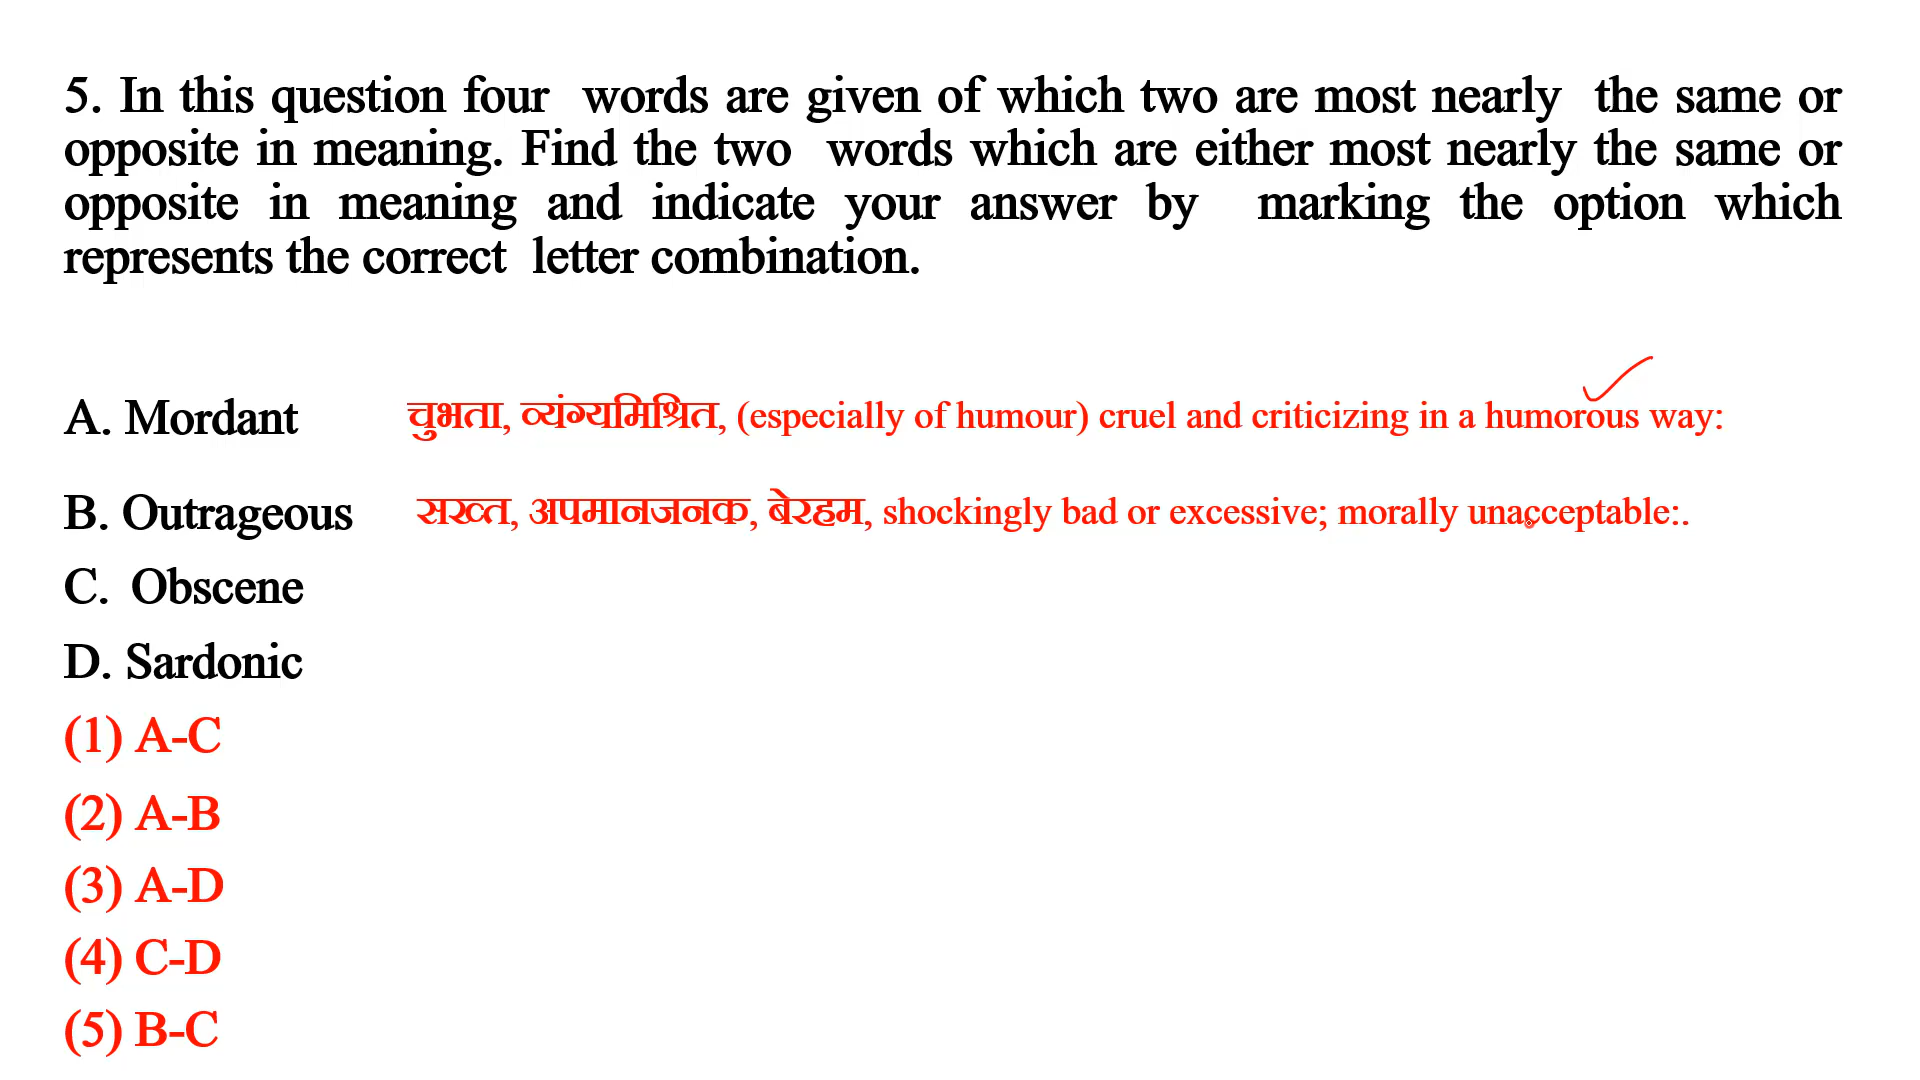 5. In this question four words are given of which two are most nearly the same or
opposite in meaning. Find the two words which are either most nearly the same or
opposite in meaning and indicate your answer by marking the option which
represents the correct letter combination.
A. Mordant चुभता, व्यंग्यमिश्रित, (especially of humour) cruel and criticizing in a humorous way:
B. Outrageous सख्त, अपमानजनक, बेरहम, shockingly bad or excessive; morally unacceptable:.
C. Obscene
D. Sardonic
(1) A-C
(2) A-B
(3) A-D
(4) C-D
(5) B-C